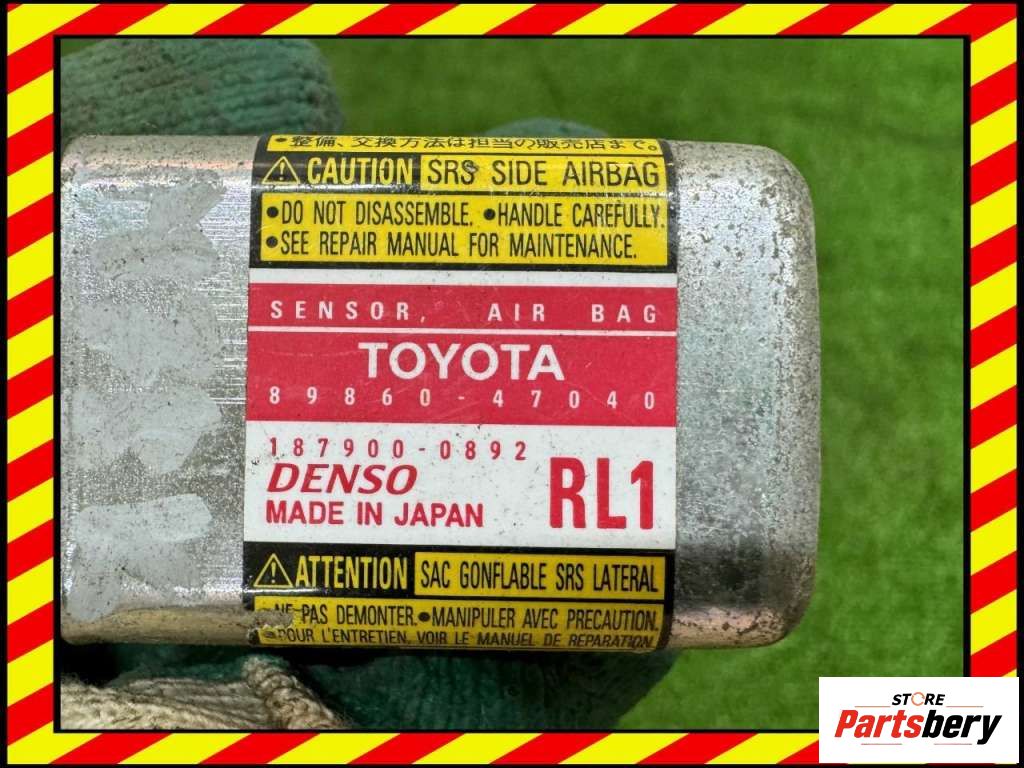 •整備、交換方法は担当の販売店まで。
CAUTION SRS SIDE AIRBAG
•DO NOT DISASSEMBLE. •HANDLE CAREFULLY.
•SEE REPAIR MANUAL FOR MAINTENANCE.
SENSOR, AIR BAG
TOYOTA
89860-47040
187900-0892
DENSO
MADE IN JAPAN
RL1
ATTENTION SAC GONFLABLE SRS LATERAL
•NE PAS DEMONTER. •MANIPULER AVEC PRECAUTION.
•POUR L'ENTRETIEN, VOIR LE MANUEL DE REPARATION.
STORE
Partsbery